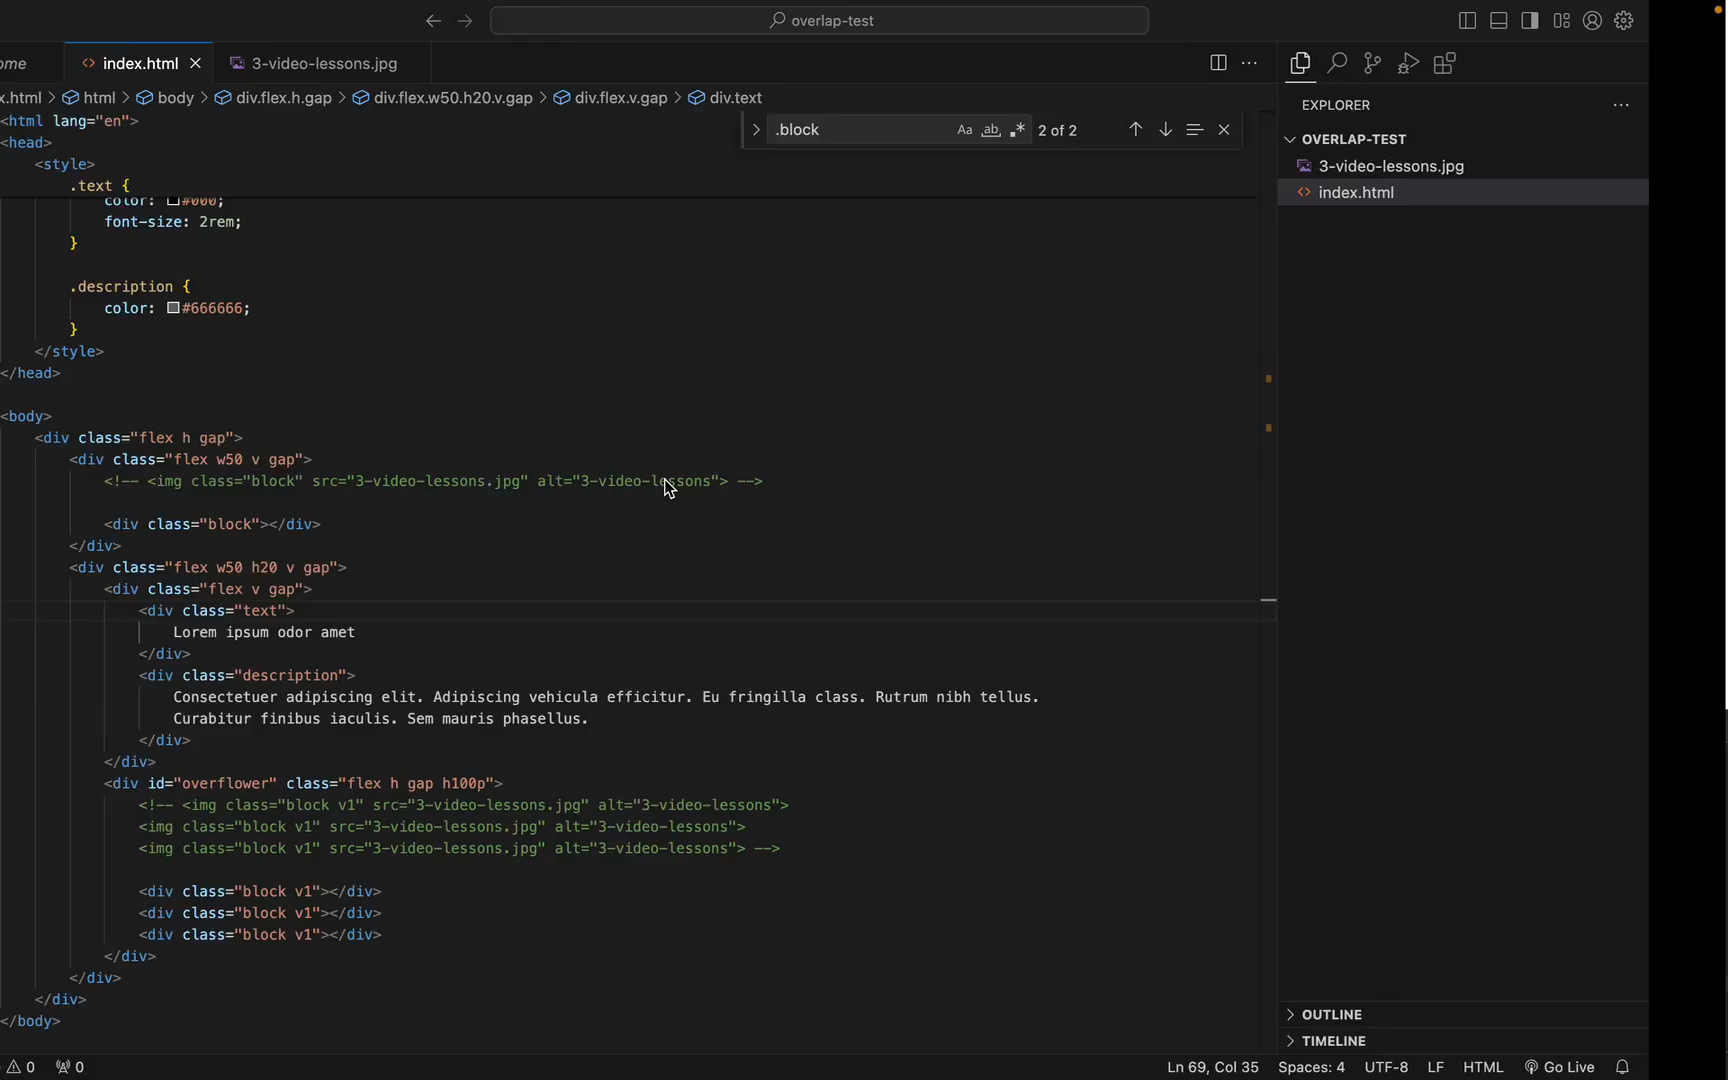 overlap-test
ome
index.html
3-video-lessons.jpg
x.html > html > body > div.flex.h.gap > div.flex.w50.h20.v.gap > div.flex.v.gap > div.text
.block
Aa ab 2 of 2
<html lang="en">
<head>
<style>
.text {
color: #000;
font-size: 2rem;
}
.description {
color: #666666;
}
</style>
</head>
<body>
<div class="flex h gap">
<div class="flex w50 v gap">
<!-- <img class="block" src="3-video-lessons.jpg" alt="3-video-lessons"> -->
<div class="block"></div>
</div>
<div class="flex w50 h20 v gap">
<div class="flex v gap">
<div class="text">
Lorem ipsum odor amet
</div>
<div class="description">
Consectetuer adipiscing elit. Adipiscing vehicula efficitur. Eu fringilla class. Rutrum nibh tellus.
Curabitur finibus iaculis. Sem mauris phasellus.
</div>
</div>
<div id="overflower" class="flex h gap h100p">
<!-- <img class="block v1" src="3-video-lessons.jpg" alt="3-video-lessons">
<img class="block v1" src="3-video-lessons.jpg" alt="3-video-lessons">
<img class="block v1" src="3-video-lessons.jpg" alt="3-video-lessons"> -->
<div class="block v1"></div>
<div class="block v1"></div>
<div class="block v1"></div>
</div>
</div>
</div>
</body>
EXPLORER
OVERLAP-TEST
3-video-lessons.jpg
index.html
OUTLINE
TIMELINE
0 0
Ln 69, Col 35 Spaces: 4 UTF-8 LF HTML Go Live